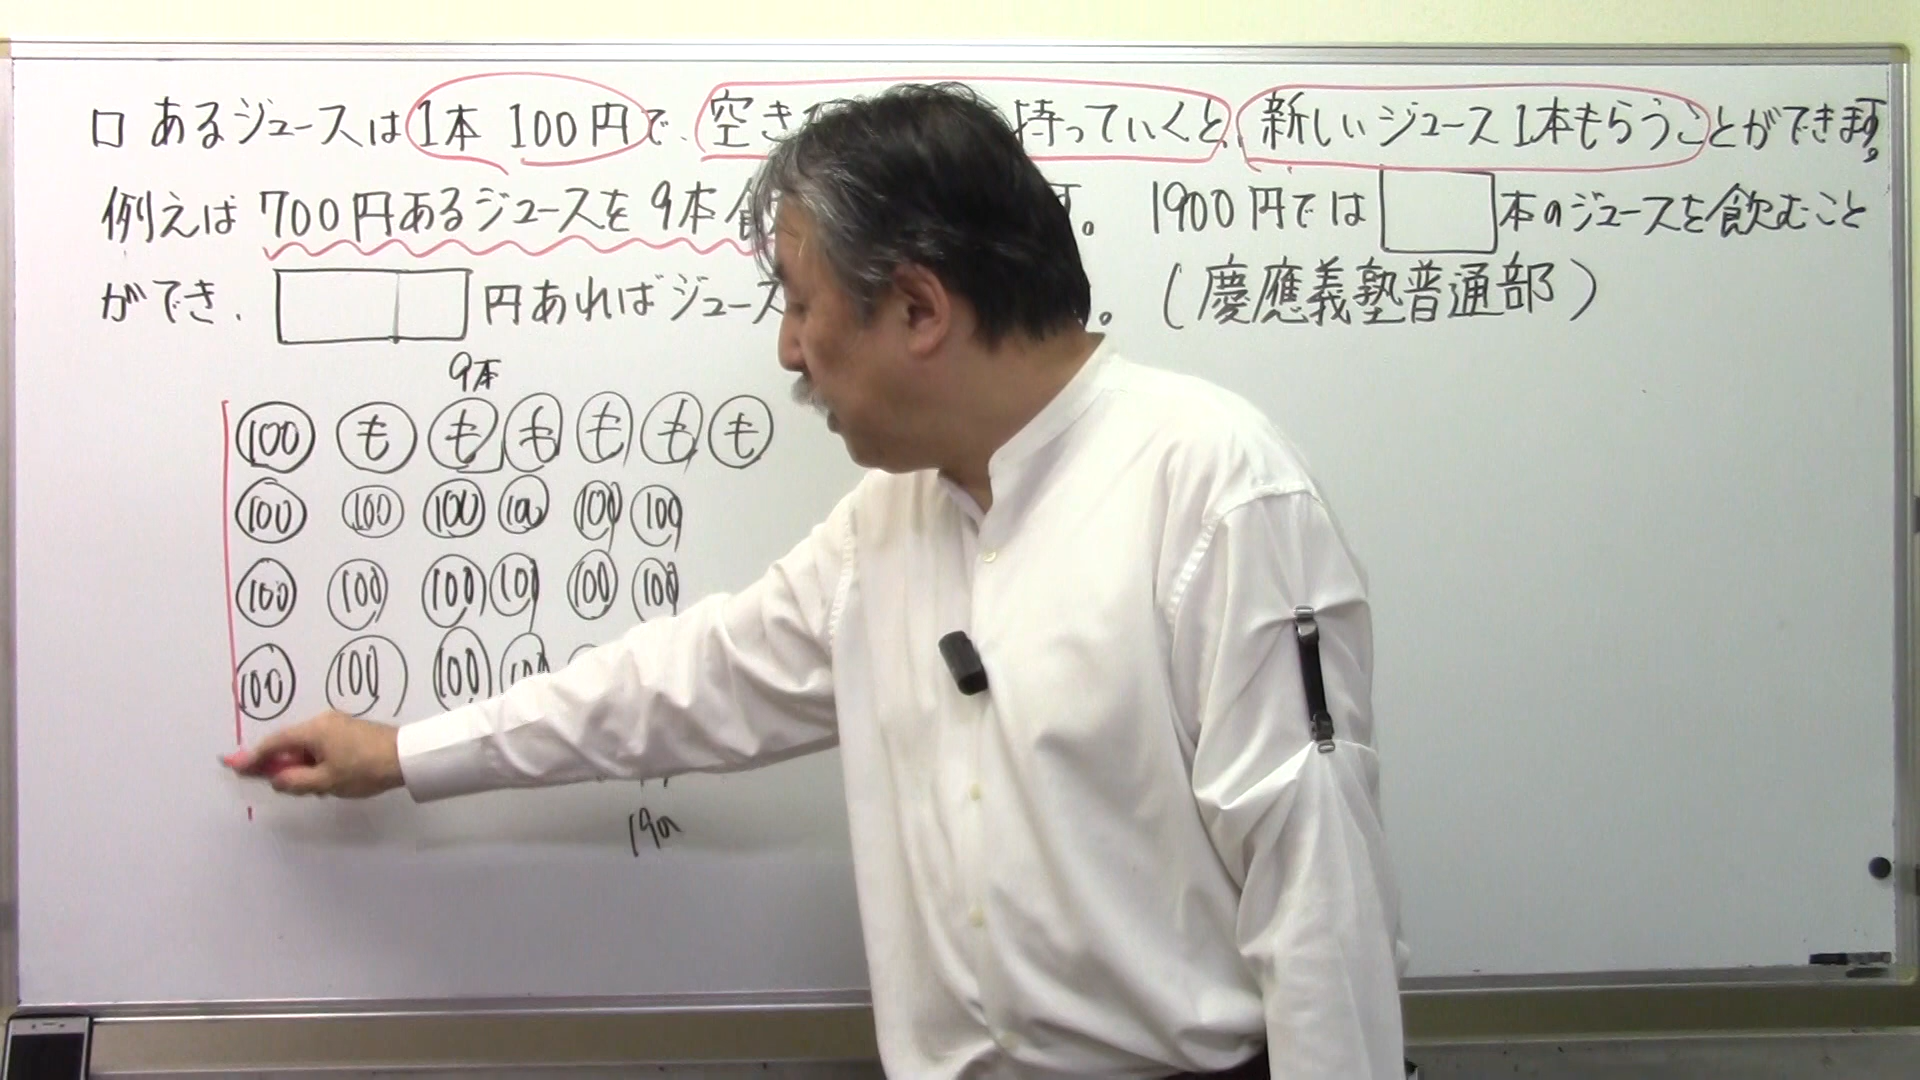 □ あるジュースは1本 100円で、空き 持っていくと、新しいジュース1本もらうことができます。
例えば 700円あるジュースを 9本飲 す。 1900円では 本のジュースを飲むこと
ができ、 円あればジュース 。 (慶應義塾普通部)
9本
100 も も も も も も
100 100 100 100 100 100
100 100 100 100 100 100
100 100 100 100
190